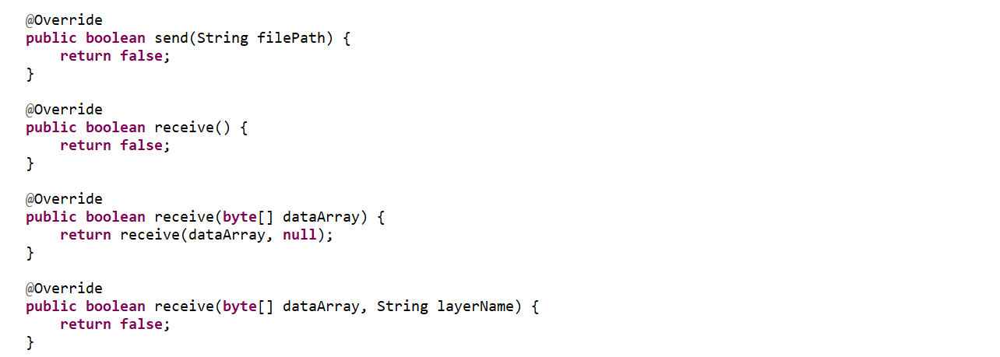 @Override
public boolean send(String filePath) {
return false;
}
@Override
public boolean receive() {
return false;
}
@Override
public boolean receive(byte[] dataArray) {
return receive(dataArray, null);
}
@Override
public boolean receive(byte[] dataArray, String layerName) {
return false;
}